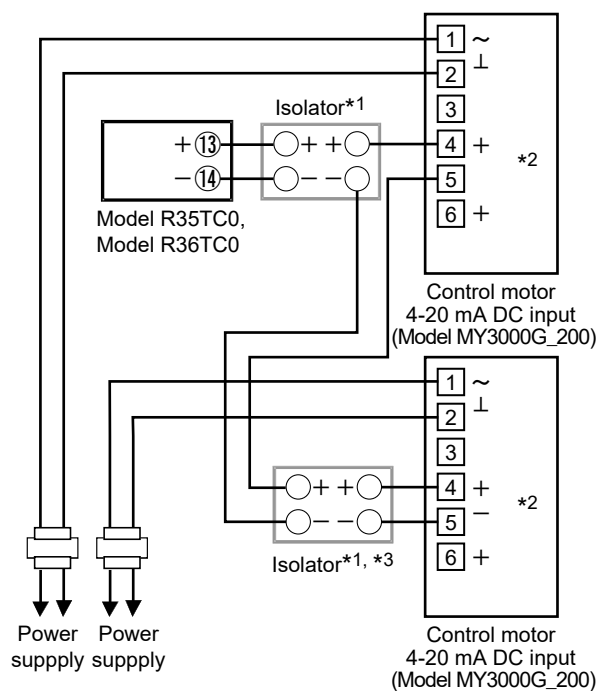 1 ~
2 ⊥
3
Isolator*1
+ ⑬ + + 4 + *2
− ⑭ − − 5
6 +
Model R35TC0,
Model R36TC0
Control motor
4-20 mA DC input
(Model MY3000G_200)
1 ~
2 ⊥
3
+ + 4 + *2
− − 5 −
6 +
Isolator*1, *3
Power
suppply
Power
suppply
Control motor
4-20 mA DC input
(Model MY3000G_200)